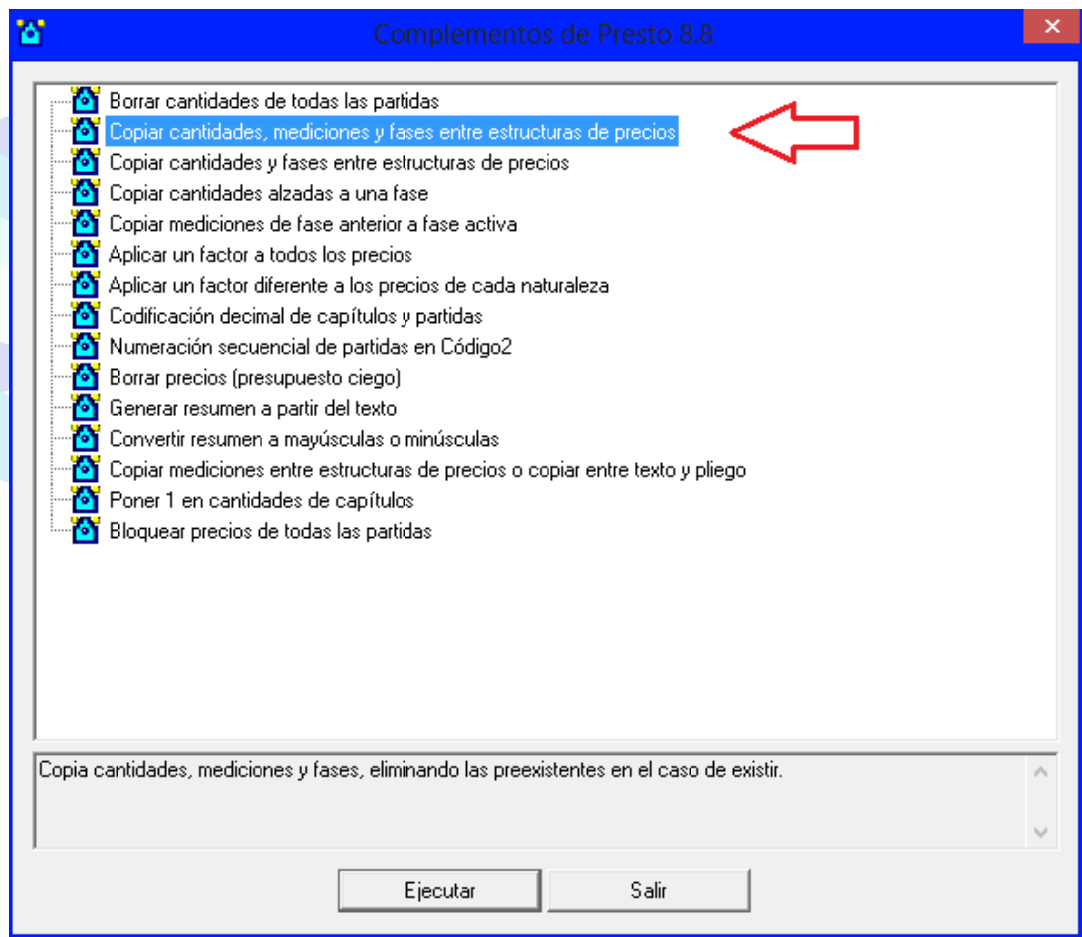 Complementos de Presto 8.8
Borrar cantidades de todas las partidas
Copiar cantidades, mediciones y fases entre estructuras de precios
Copiar cantidades y fases entre estructuras de precios
Copiar cantidades alzadas a una fase
Copiar mediciones de fase anterior a fase activa
Aplicar un factor a todos los precios
Aplicar un factor diferente a los precios de cada naturaleza
Codificación decimal de capítulos y partidas
Numeración secuencial de partidas en Código2
Borrar precios (presupuesto ciego)
Generar resumen a partir del texto
Convertir resumen a mayúsculas o minúsculas
Copiar mediciones entre estructuras de precios o copiar entre texto y pliego
Poner 1 en cantidades de capítulos
Bloquear precios de todas las partidas
Copia cantidades, mediciones y fases, eliminando las preexistentes en el caso de existir.
Ejecutar Salir